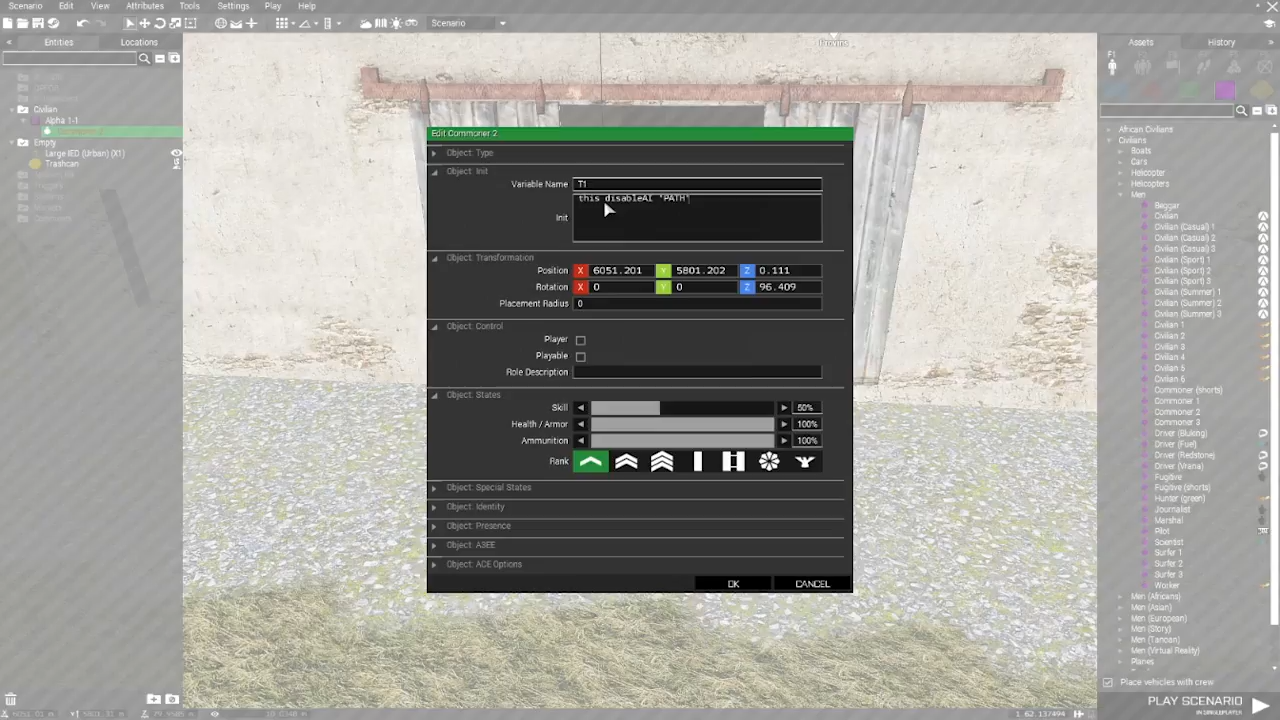 Scenario Edit View Attributes Tools Settings Play Help
Scenario
Entities Locations
Civilian
Alpha 1-1
Empty
Large IED (Urban) (X1)
Trashcan
Provins
Edit Commoner 2
Object: Type
Object: Init
Variable Name T1
Init this disableAI "PATH"
Object: Transformation
Position X 6051.201 Y 5801.202 Z 0.111
Rotation X 0 Y 0 Z 96.409
Placement Radius 0
Object: Control
Player
Playable
Role Description
Object: States
Skill 50%
Health / Armor 100%
Ammunition 100%
Rank
Object: Special States
Object: Identity
Object: Presence
Object: A3EE
Object: ACE Options
OK CANCEL
Assets History
F1
African Civilians
Civilians
Boats
Cars
Helicopter
Helicopters
Men
Beggar
Civilian
Civilian (Casual) 1
Civilian (Casual) 2
Civilian (Casual) 3
Civilian (Sport) 1
Civilian (Sport) 2
Civilian (Sport) 3
Civilian (Summer) 1
Civilian (Summer) 2
Civilian (Summer) 3
Civilian 1
Civilian 2
Civilian 3
Civilian 4
Civilian 5
Civilian 6
Commoner (shorts)
Commoner 1
Commoner 2
Commoner 3
Driver (Bluking)
Driver (Fuel)
Driver (Redstone)
Driver (Vrana)
Fugitive
Fugitive (shorts)
Hunter (green)
Journalist
Marshal
Pilot
Scientist
Surfer 1
Surfer 2
Surfer 3
Worker
Men (Africans)
Men (Asian)
Men (European)
Men (Story)
Men (Tanoan)
Men (Virtual Reality)
Planes
Place vehicles with crew
PLAY SCENARIO
IN SINGLEPLAYER
1.62.137494